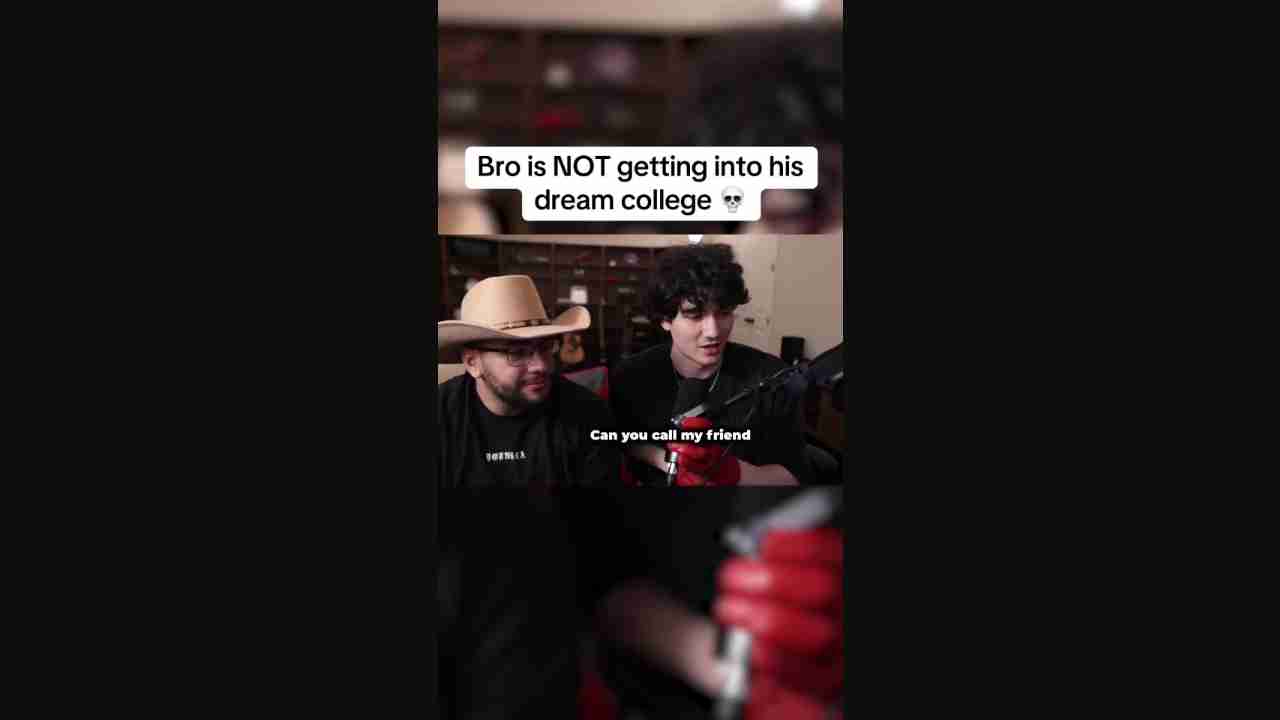 Bro is NOT getting into his
dream college 💀
Can you call my friend